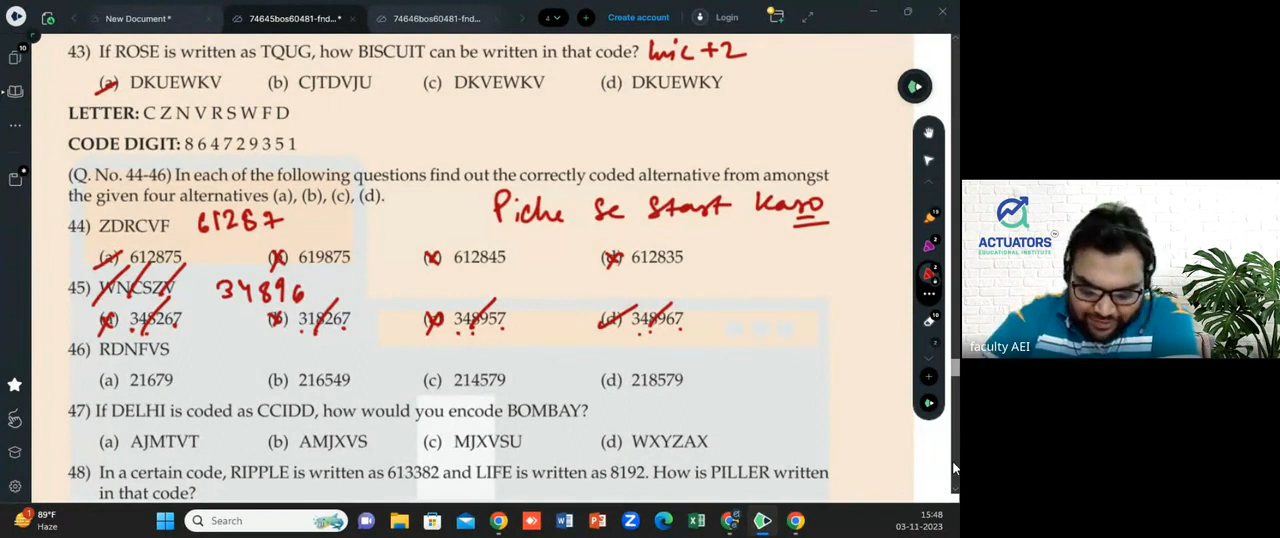 New Document*
74645bos60481-fnd...*
74646bos60481-fnd...
4
Create account
Login
43) If ROSE is written as TQUG, how BISCUIT can be written in that code?
(a) DKUEWKV (b) CJTDVJU (c) DKVEWKV (d) DKUEWKY
LETTER: C Z N V R S W F D
CODE DIGIT: 8 6 4 7 2 9 3 5 1
(Q. No. 44-46) In each of the following questions find out the correctly coded alternative from amongst
the given four alternatives (a), (b), (c), (d).
Piche se start karo
44) ZDRCVF 61287
(a) 612875 (b) 619875 (c) 612845 (d) 612835
45) WNCSZV 34896
(a) 348267 (b) 318267 (c) 348957 (d) 348967
46) RDNFVS
(a) 21679 (b) 216549 (c) 214579 (d) 218579
47) If DELHI is coded as CCIDD, how would you encode BOMBAY?
(a) AJMTVT (b) AMJXVS (c) MJXVSU (d) WXYZAX
48) In a certain code, RIPPLE is written as 613382 and LIFE is written as 8192. How is PILLER written
in that code?
ACTUATORS
EDUCATIONAL INSTITUTE
faculty AEI
89°F
Haze
Search
15:48
03-11-2023